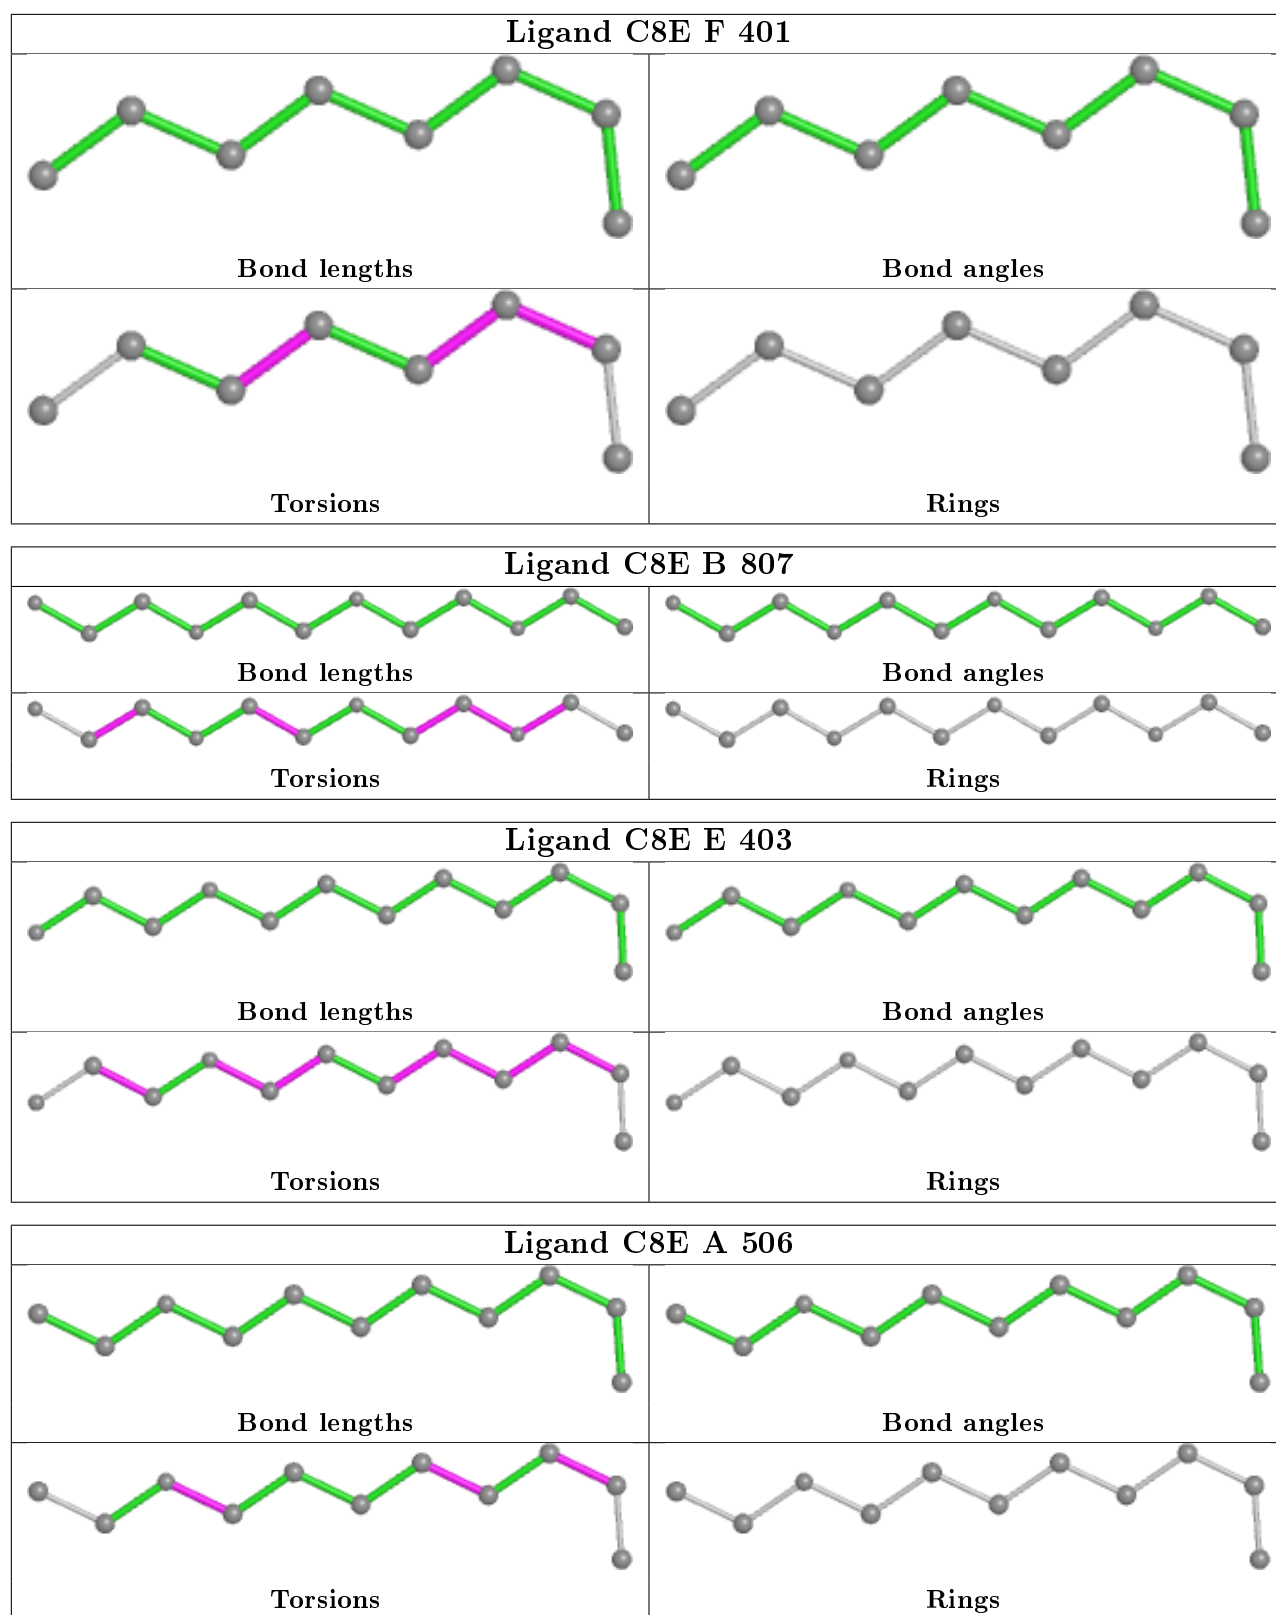 Ligand C8E F 401
Bond lengths
Bond angles
Torsions
Rings
Ligand C8E B 807
Bond lengths
Bond angles
Torsions
Rings
Ligand C8E E 403
Bond lengths
Bond angles
Torsions
Rings
Ligand C8E A 506
Bond lengths
Bond angles
Torsions
Rings